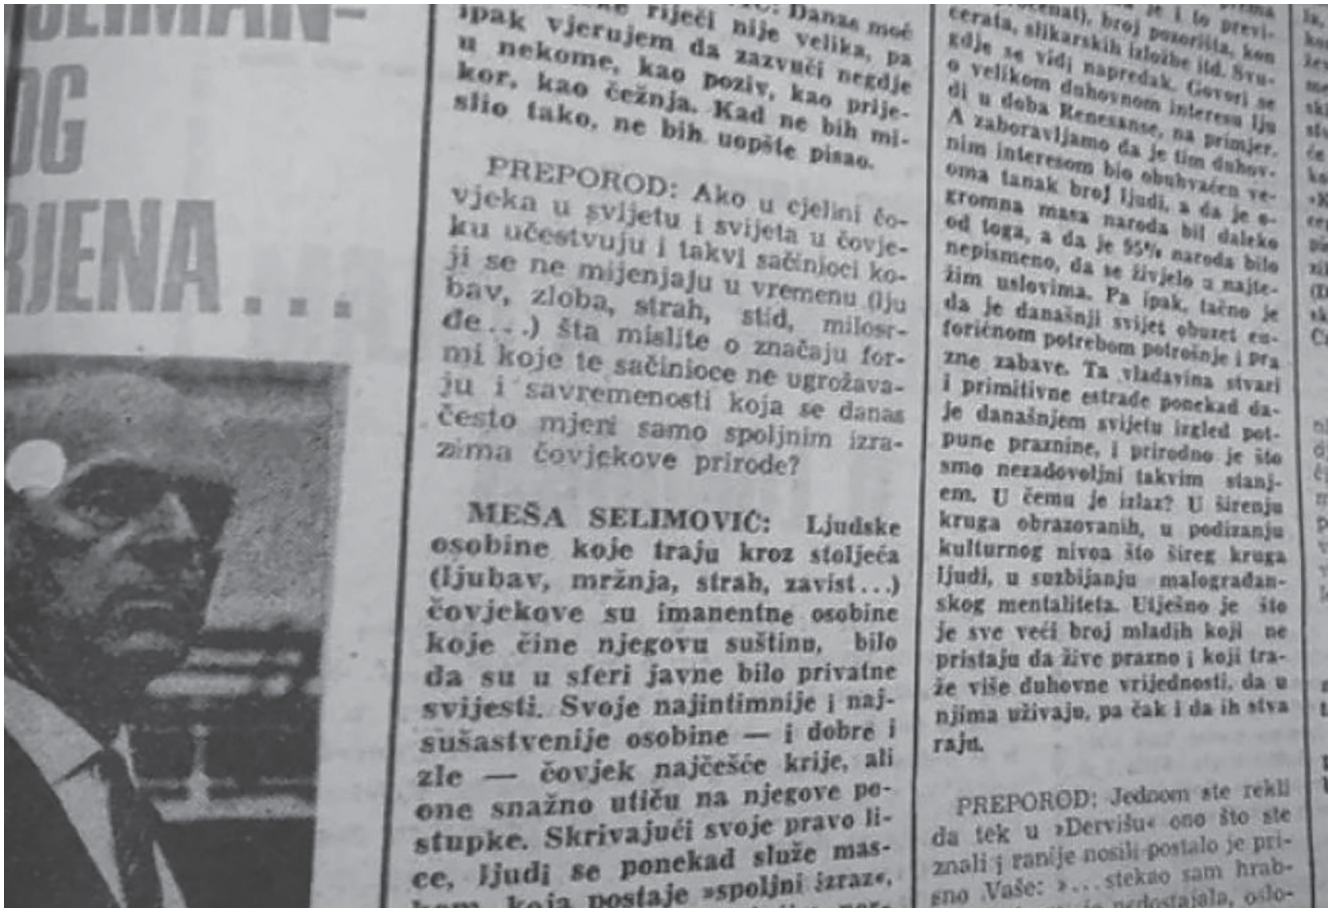 OG
RJENA...
riječi nije velika, pa
ipak vjerujem da zazvuči negdje
u nekome, kao poziv, kao prije-
kor, kao čežnja. Kad ne bih mi-
slio tako, ne bih uopšte pisao.
PREPOROD: Ako u cjelini čo-
vjeka u svijetu i svijeta u čovje-
ku učestvuju i takvi sačinioci ko-
ji se ne mijenjaju u vremenu (lju
bav, zloba, strah, stid, milosr-
đe...) šta mislite o značaju for-
mi koje te sačinioce ne ugrožava-
ju i savremenosti koja se danas
često mjeri samo spoljnim izra-
zima čovjekove prirode?
MEŠA SELIMOVIĆ: Ljudske
osobine koje traju kroz stoljeća
(ljubav, mržnja, strah, zavist...)
čovjekove su imanentne osobine
koje čine njegovu suštinu, bilo
da su u sferi javne bilo privatne
svijesti. Svoje najintimnije i naj-
sušastvenije osobine — i dobre i
zle — čovjek najčešće krije, ali
one snažno utiču na njegove po-
stupke. Skrivajući svoje pravo li-
ce, ljudi se ponekad služe mas-
kom, koja postaje »spoljni izraz«,
je i to previ-
broj pozorišta, kon
cerata, slikarskih izložbe itd. Svu-
gdje se vidi napredak. Govori se
o velikom duhovnom interesu lju
di u doba Renesanse, na primjer.
A zaboravljamo da je tim duhov-
nim interesom bio obuhvaćen ve-
oma tanak broj ljudi, a da je o-
gromna masa naroda bil daleko
od toga, a da je 95% naroda bilo
nepismeno, da se živjelo u najte-
žim uslovima. Pa ipak, tačno je
da je današnji svijet obuzet eu-
foričnom potrebom potrošnje i pra
zne zabave. Ta vladavina stvari
i primitivne estrade ponekad da-
je današnjem svijetu izgled pot-
pune praznine, i prirodno je što
smo nezadovoljni takvim stanj-
em. U čemu je izlaz? U širenju
kruga obrazovanih, u podizanju
kulturnog nivoa što šireg kruga
ljudi, u suzbijanju malograđan-
skog mentaliteta. Utješno je što
je sve veći broj mladih koji ne
pristaju da žive prazno i koji tra-
že više duhovne vrijednosti, da u
njima uživaju, pa čak i da ih stva
raju.
PREPOROD: Jednom ste rekli
da tek u »Dervišu« ono što ste
znali i ranije nosili postalo je pri-
sno Vaše: »...stekao sam hrab-
nedostajala, oslo-